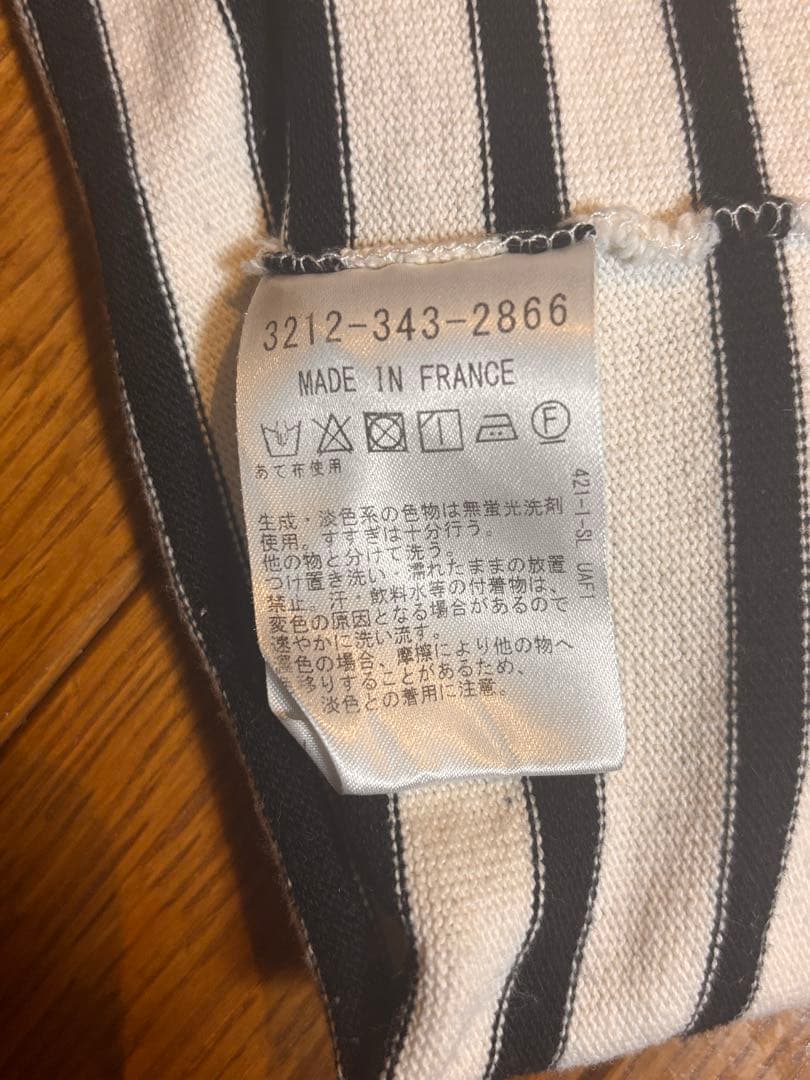 3212-343-2866
MADE IN FRANCE
F
あて布使用
生成・淡色系の色物は無蛍光洗剤
使用。すすぎは十分行う。
他の物と分けて洗う。
つけ置き洗い、濡れたままの放置
禁止。汗・飲料水等の付着物は、
変色の原因となる場合があるので
速やかに洗い流す。
色の場合、摩擦により他の物へ
移りすることがあるため、
淡色との着用に注意。
421-1-SL UAF1